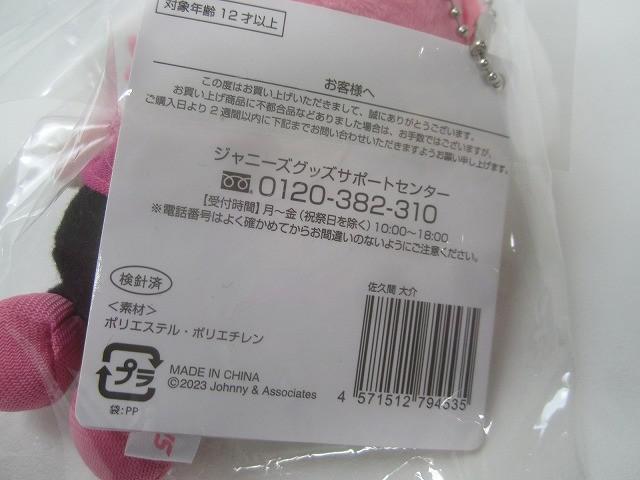 対象年齢 12才以上
お客様へ
この度はお買い上げいただきまして、誠にありがとうございます。
お買い上げ商品に不都合品などありました場合は、お手数ではございますが、
ご購入日より2週間以内に下記までお問い合わせいただきますようお願い申し上げます。
ジャニーズグッズサポートセンター
0120-382-310
【受付時間】月～金(祝祭日を除く)10:00～18:00
※電話番号はよく確かめてからお間違いのないようにご注意ください。
検針済
＜素材＞
ポリエステル・ポリエチレン
プラ
袋:PP
MADE IN CHINA
©2023 Johnny & Associates
佐久間 大介
4 571512 794535